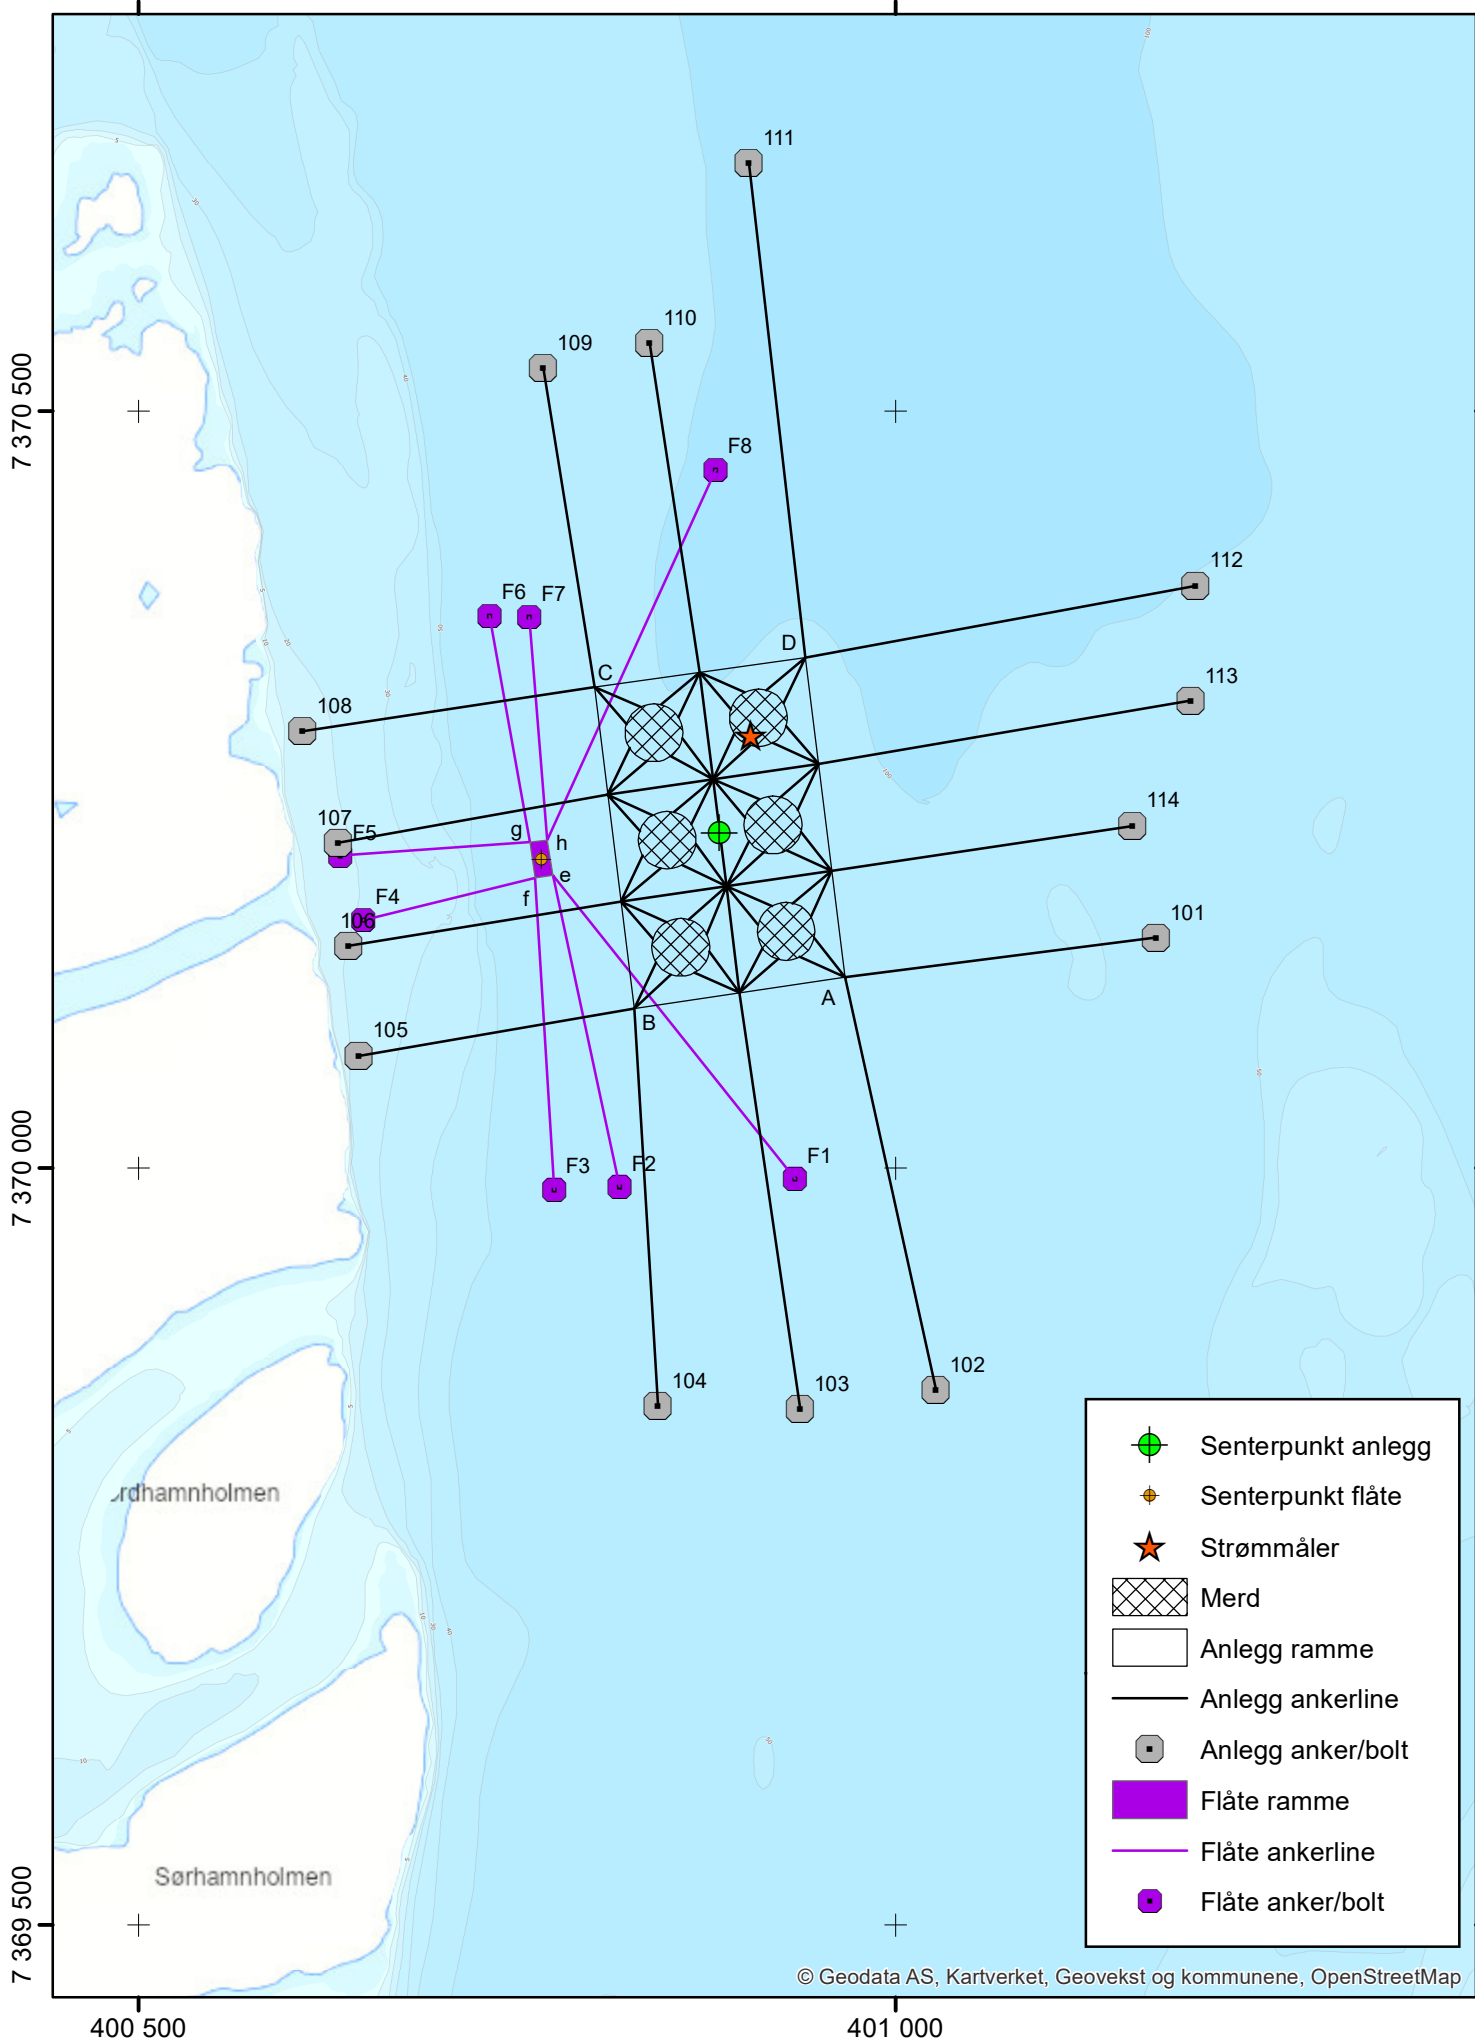 111
110
109
7 370 500
F8
112
F6
F7
D
C
113
108
114
107
F5
g
h
e
f
F4
106
101
A
B
105
7 370 000
F3
F2
F1
104
103
102
Senterpunkt anlegg
Senterpunkt flåte
Strømmåler
Merd
Anlegg ramme
Anlegg ankerline
Anlegg anker/bolt
Flåte ramme
Flåte ankerline
Flåte anker/bolt
rdhamnholmen
Sørhamnholmen
7 369 500
© Geodata AS, Kartverket, Geovekst og kommunene, OpenStreetMap
400 500
401 000